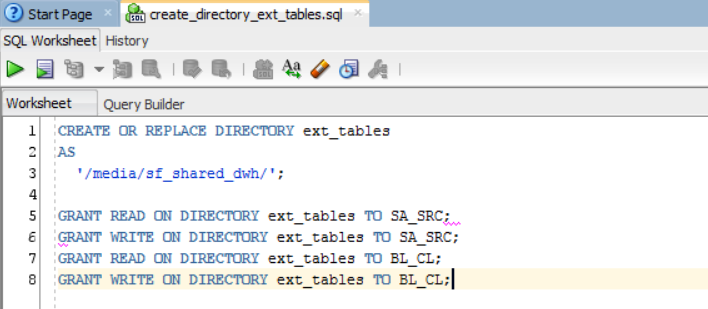 Start Page
create_directory_ext_tables.sql
SQL Worksheet History
Worksheet Query Builder
1 CREATE OR REPLACE DIRECTORY ext_tables
2 AS
3 '/media/sf_shared_dwh/';
4
5 GRANT READ ON DIRECTORY ext_tables TO SA_SRC;
6 GRANT WRITE ON DIRECTORY ext_tables TO SA_SRC;
7 GRANT READ ON DIRECTORY ext_tables TO BL_CL;
8 GRANT WRITE ON DIRECTORY ext_tables TO BL_CL;